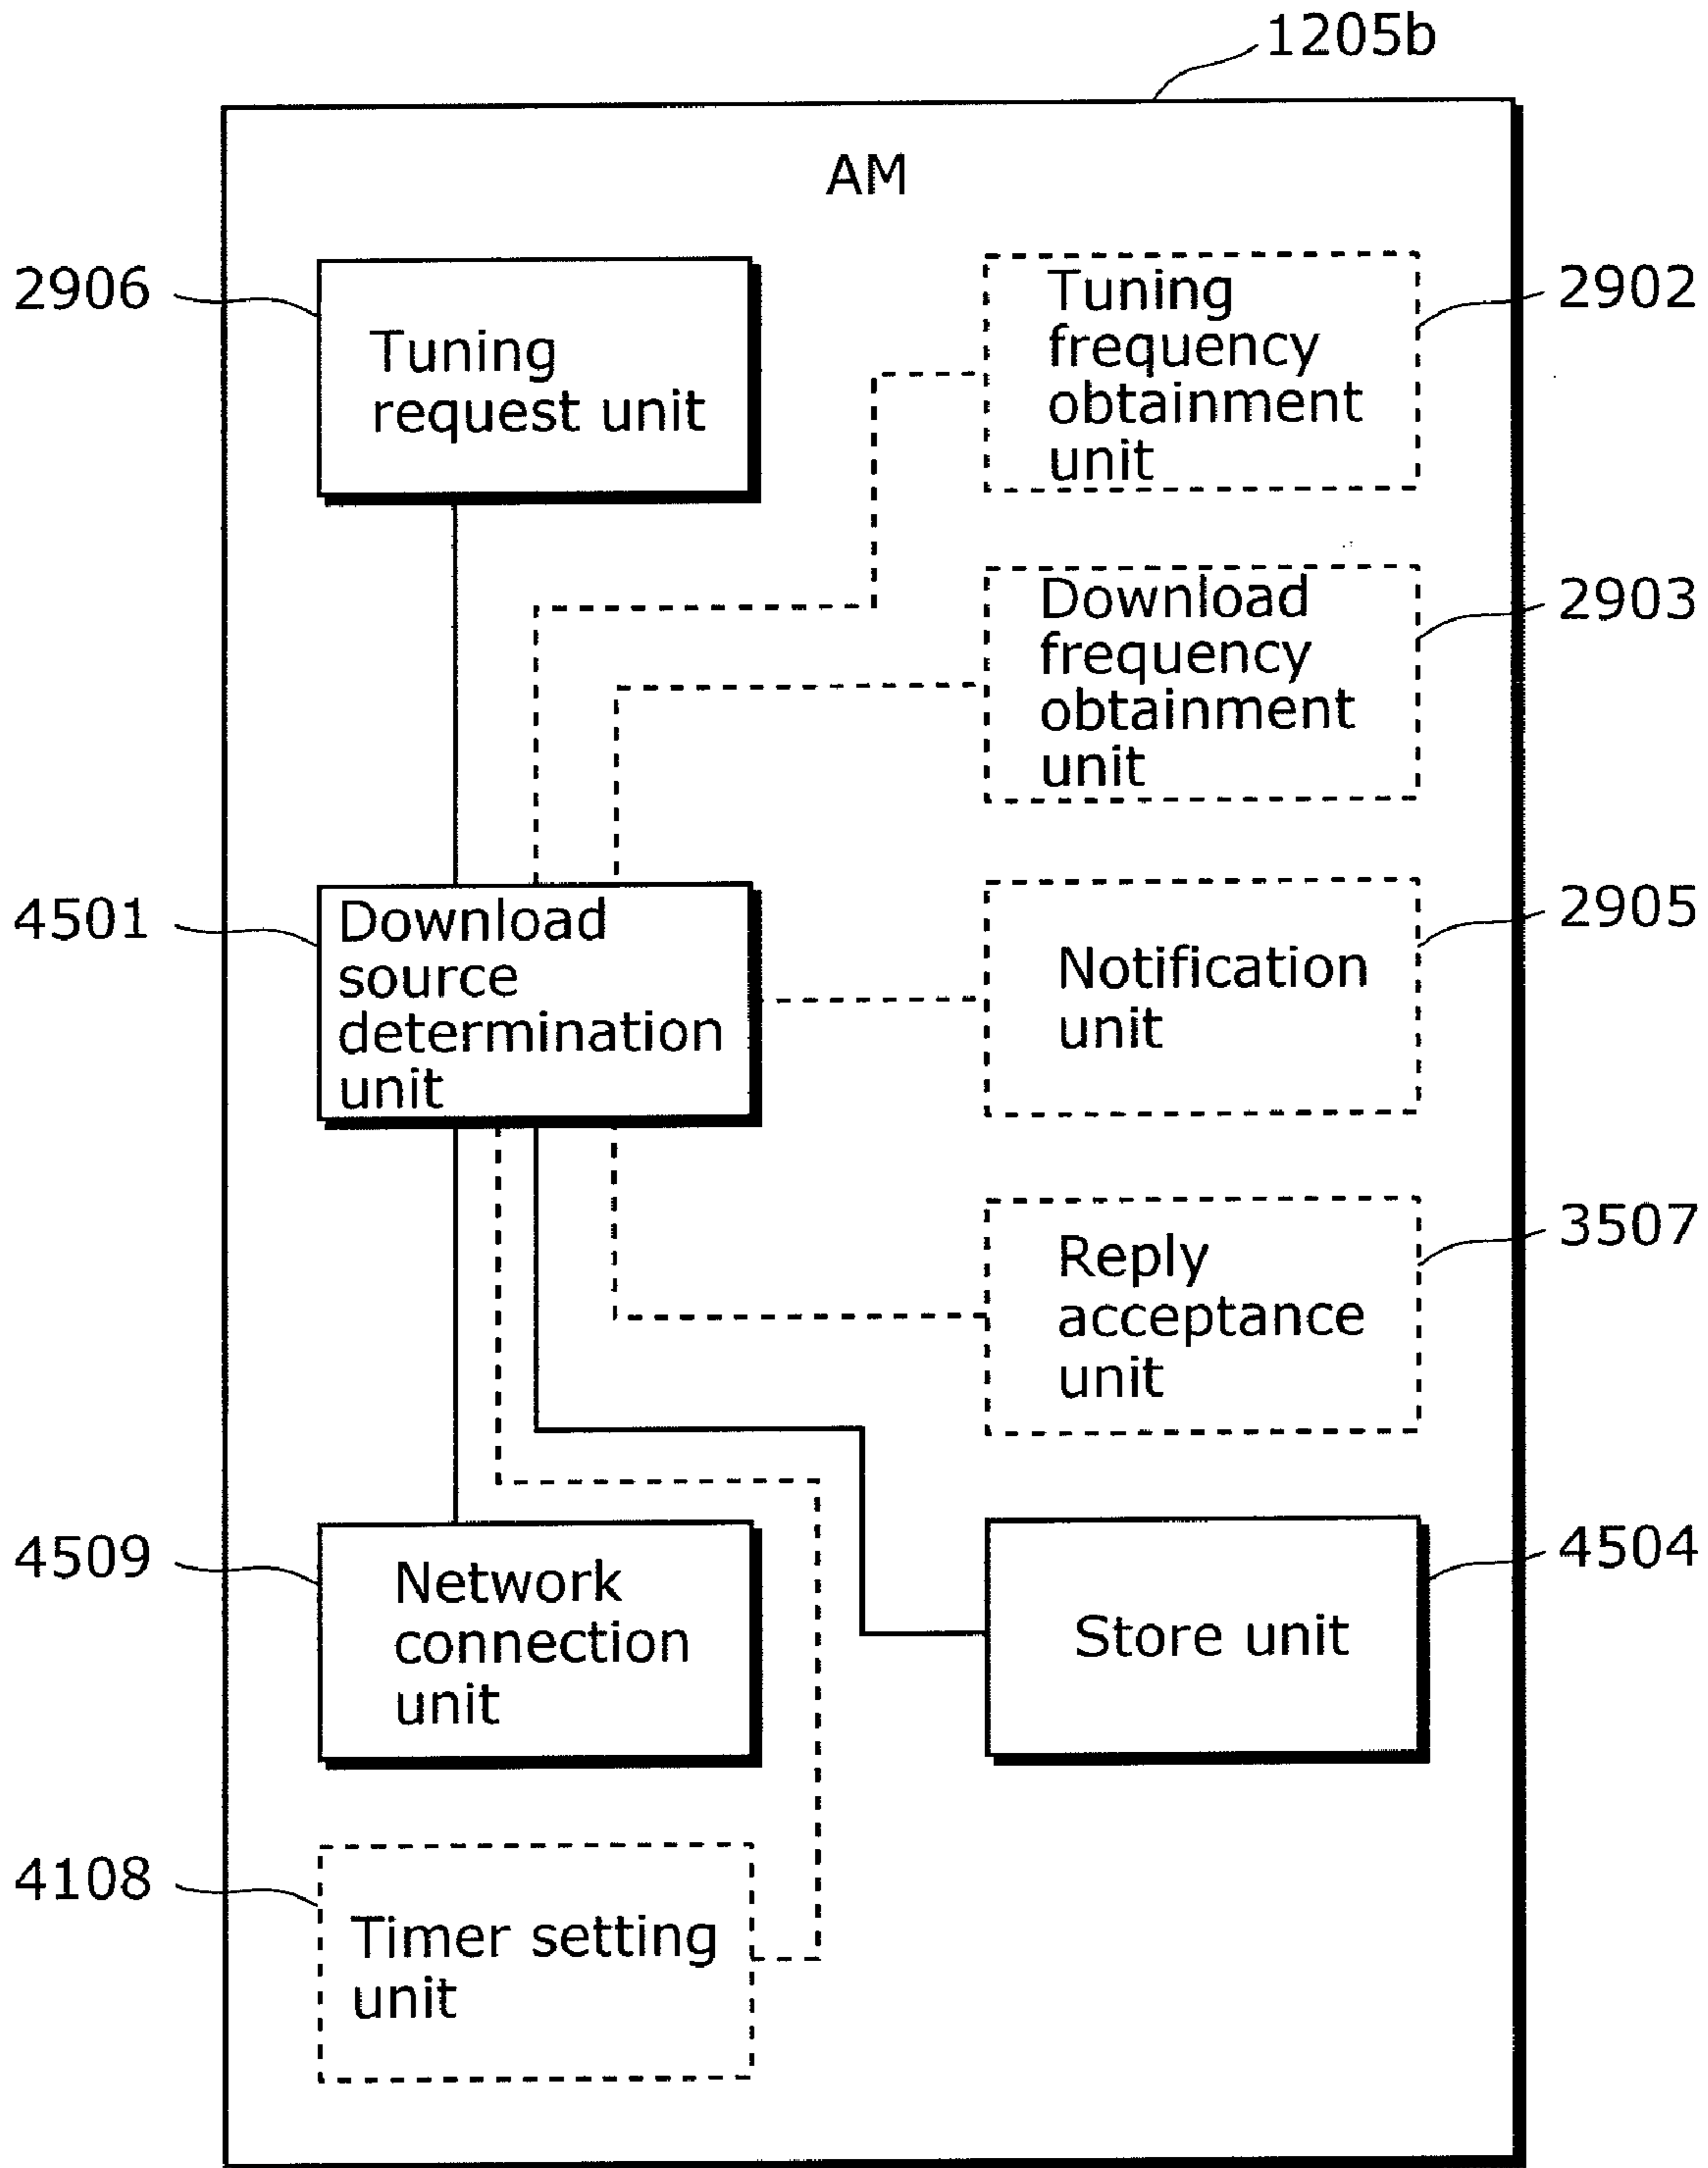 1205b
AM
2906
Tuning
request unit
Tuning
frequency
obtainment
unit
2902
Download
frequency
obtainment
unit
2903
4501
Download
source
determination
unit
Notification
unit
2905
Reply
acceptance
unit
3507
4509
Network
connection
unit
Store unit
4504
4108
Timer setting
unit